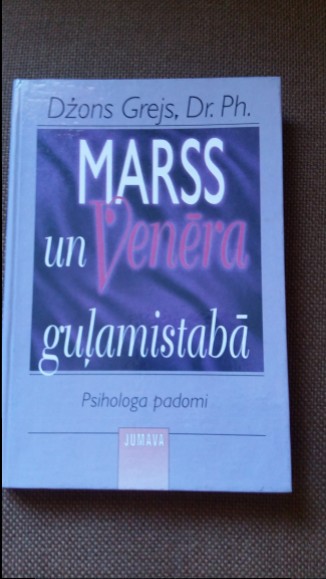 Džons Grejs, Dr. Ph.
MARSS
un Venēra
guļamistabā
Psihologa padomi
JUMAVA